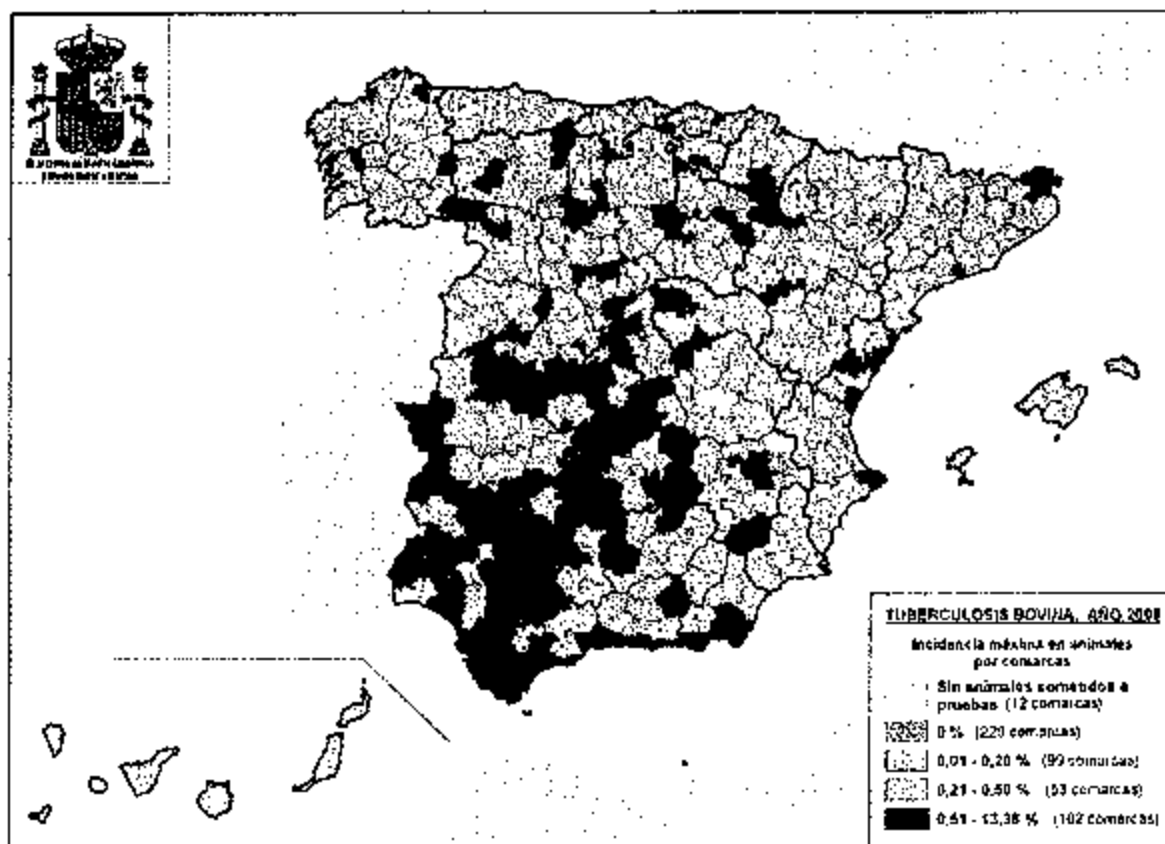 TUBERCULOSIS BOVINA, AÑO 2008
Incidencia máxima en animales
por comarcas
Sin animales sometidos a
pruebas (12 comarcas)
0 % (220 comarcas)
0,01 - 0,20 % (99 comarcas)
0,21 - 0,50 % (53 comarcas)
0,51 - 13,38 % (102 comarcas)